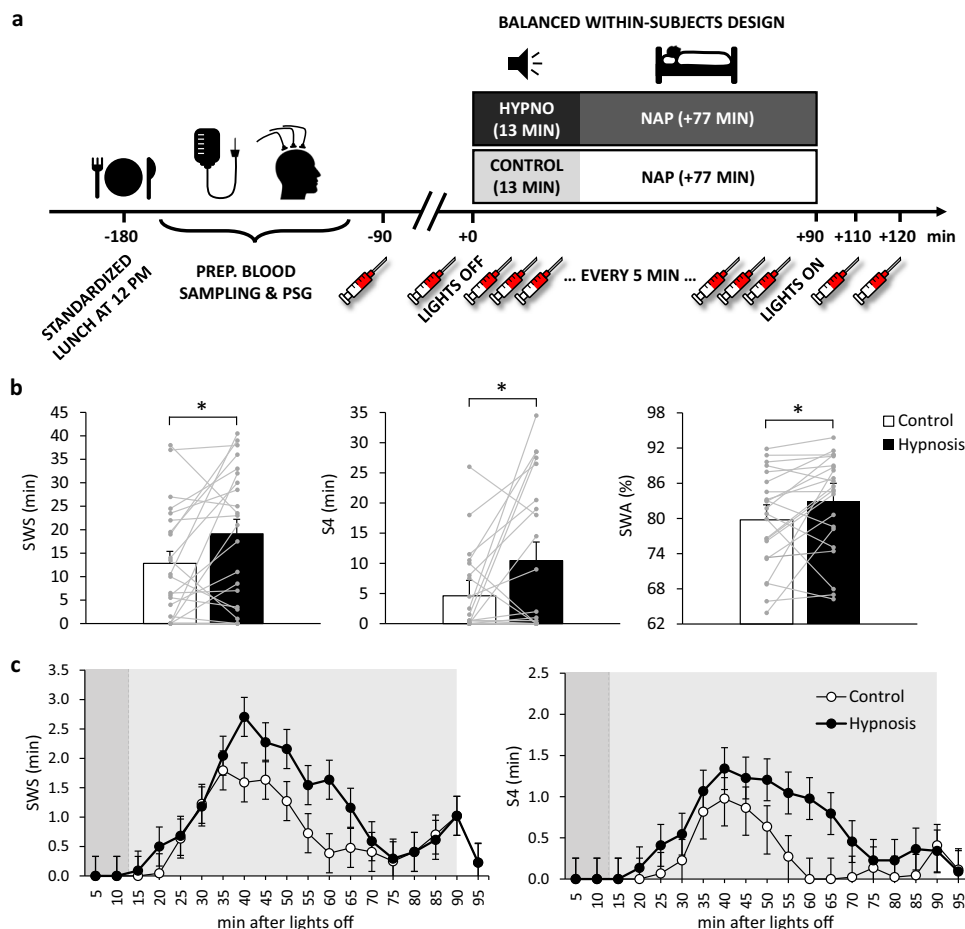 a
BALANCED WITHIN-SUBJECTS DESIGN
HYPNO
(13 MIN)
NAP (+77 MIN)
CONTROL
(13 MIN)
NAP (+77 MIN)
-180
-90
+0
+90
+110
+120
min
STANDARDIZED
LUNCH AT 12 PM
PREP. BLOOD
SAMPLING & PSG
LIGHTS OFF
... EVERY 5 MIN ...
LIGHTS ON
b
SWS (min)
45
40
35
30
25
20
15
10
5
0
*
S4 (min)
35
30
25
20
15
10
5
0
*
SWA (%)
98
92
86
80
74
68
62
*
Control
Hypnosis
c
SWS (min)
3.5
3.0
2.5
2.0
1.5
1.0
0.5
0.0
5 10 15 20 25 30 35 40 45 50 55 60 65 70 75 80 85 90 95
min after lights off
S4 (min)
2.5
2.0
1.5
1.0
0.5
0.0
Control
Hypnosis
5 10 15 20 25 30 35 40 45 50 55 60 65 70 75 80 85 90 95
min after lights off